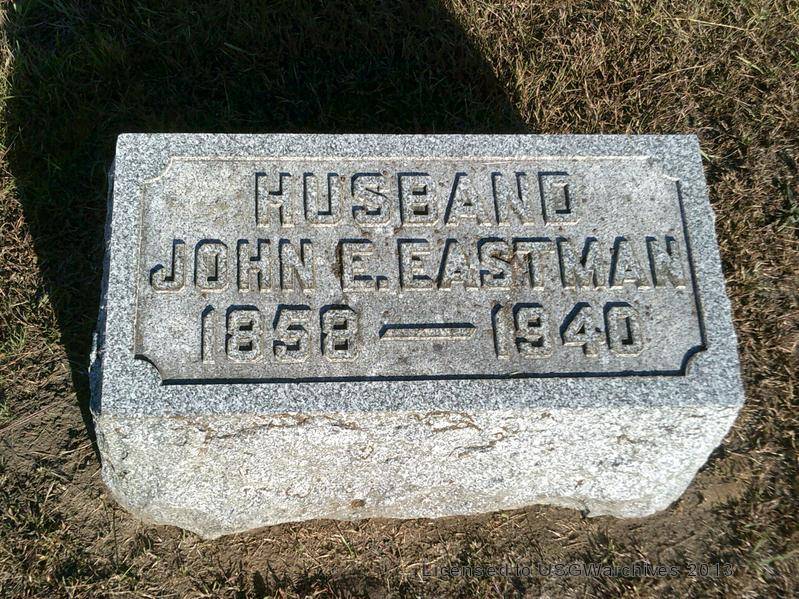 HUSBAND
JOHN E. EASTMAN
1858 — 1940
Licensed to USGWarchives 2013